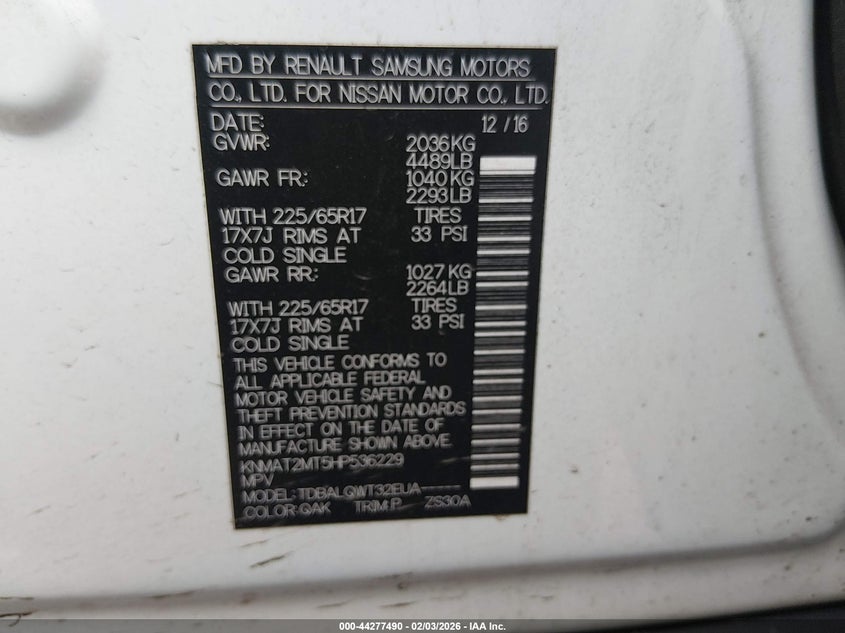 MFD BY RENAULT SAMSUNG MOTORS
CO., LTD. FOR NISSAN MOTOR CO., LTD.
DATE: 12 / 16
GVWR: 2036KG
4489LB
GAWR FR: 1040KG
2293LB
WITH 225/65R17 TIRES
17X7J RIMS AT 33 PSI
COLD SINGLE
GAWR RR: 1027KG
2264LB
WITH 225/65R17 TIRES
17X7J RIMS AT 33 PSI
COLD SINGLE
THIS VEHICLE CONFORMS TO
ALL APPLICABLE FEDERAL
MOTOR VEHICLE SAFETY AND
THEFT PREVENTION STANDARDS
IN EFFECT ON THE DATE OF
MANUFACTURE SHOWN ABOVE.
KNMAT2MT5HP536229
MPV
MODEL: TDBALQWT32EUA-----
COLOR: QAK TRIM: P ZS30A
000-44277490 - 02/03/2026 - IAA Inc.